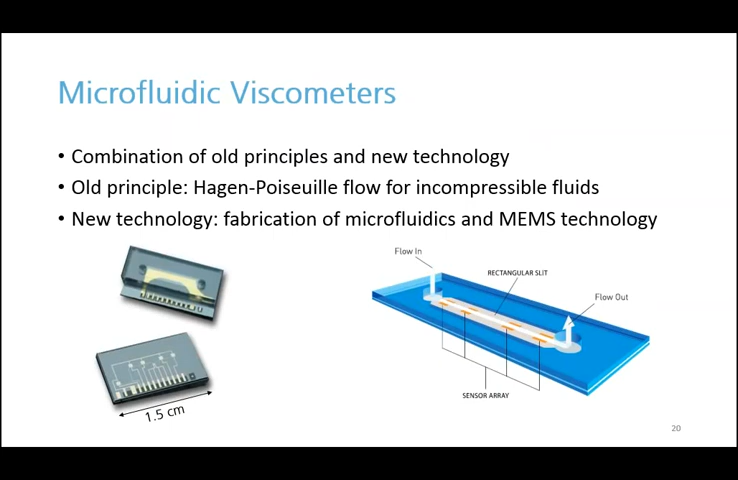 Microfluidic Viscometers
• Combination of old principles and new technology
• Old principle: Hagen-Poiseuille flow for incompressible fluids
• New technology: fabrication of microfluidics and MEMS technology
Flow In
RECTANGULAR SLIT
Flow Out
SENSOR ARRAY
1.5 cm
20